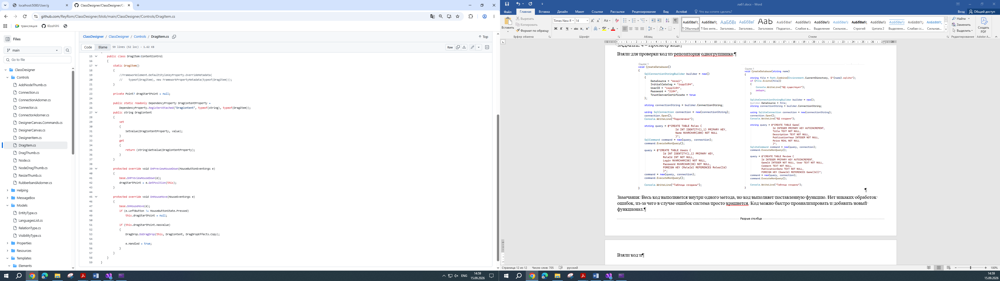 localhost:5080/User/g
ClassDesigner/ClassDesigner/Co
github.com/ReyRom/ClassDesigner/blob/main/ClassDesigner/Controls/DragItem.cs
трансляция
KlosHiHi
Files
main
Go to file
ClassDesigner
Controls
AddNodeThumb.cs
Connection.cs
ConnectionAdorner.cs
Connector.cs
ConnectorAdorner.cs
DesignerCanvas.Commands.cs
DesignerCanvas.cs
DesignerItem.cs
DragItem.cs
DragThumb.cs
Node.cs
NodeDragThumb.cs
ResizeThumb.cs
RubberbandAdorner.cs
Helping
MessageBox
Models
EntityType.cs
LanguagesList.cs
RelationType.cs
VisibilityType.cs
Properties
Resources
Templates
Elements
ClassDesigner / ClassDesigner / Controls / DragItem.cs
Top
Code Blame 59 lines (52 loc) · 1.62 KB
Raw
15 public class DragItem:ContentControl
16 {
17 static DragItem()
18 {
19 //FrameworkElement.DefaultStyleKeyProperty.OverrideMetadata(
20 // typeof(DragItem), new FrameworkPropertyMetadata(typeof(DragItem)));
21 }
22
23 private Point? dragStartPoint = null;
24
25 public static readonly DependencyProperty DragContentProperty =
26 DependencyProperty.RegisterAttached("DragContent", typeof(string), typeof(DragItem));
27 public string DragContent
28 {
29 set
30 {
31 SetValue(DragContentProperty, value);
32 }
33 get
34 {
35 return (string)GetValue(DragContentProperty);
36 }
37 }
38
39 protected override void OnPreviewMouseDown(MouseButtonEventArgs e)
40 {
41 base.OnPreviewMouseDown(e);
42 dragStartPoint = e.GetPosition(this);
43 }
44
45 protected override void OnMouseMove(MouseEventArgs e)
46 {
47 base.OnMouseMove(e);
48 if (e.LeftButton != MouseButtonState.Pressed)
49 this.dragStartPoint = null;
50
51 if (this.dragStartPoint.HasValue)
52 {
53 DragDrop.DoDragDrop(this, DragContent, DragDropEffects.Copy);
54
55 e.Handled = true;
56 }
57 }
58 }
59 }
ENG
14:59
15.09.2026
лаб1.docx - Word
Файл Главная Вставка Дизайн Макет Ссылки Рассылки Рецензирование Вид Acrobat Что вы хотите сделать?
Вход Общий доступ
Вставить
Вырезать
Копировать
Формат по образцу
Буфер обмена
Times New R 14
Шрифт
Абзац
¶ Обычный ¶ Без инте... Заголово... Заголово... Заголовок Подзагол... Слабое в... Выделение Сильное... Строгий Цитата 2 Выделенн... Слабая сс... Сильная...
Стили
Найти
Заменить
Выделить
Редактирование
Создать PDF
Adobe A...
ЗАДАНИЕ 4 – Просмотр кода¶
Взяли для проверки код из репозитория одногруппника:¶
Ссылок: 1
void CreateDatabase()
{
SqlConnectionStringBuilder builder = new()
{
DataSource = "mssql",
InitialCatalog = "ispp3104",
UserID = "ispp3104",
Password = "3104",
TrustServerCertificate = true
};
string connectionString = builder.ConnectionString;
using SqlConnection connection = new(connectionString);
connection.Open();
Console.WriteLine("Подключено");
string query = @"CREATE TABLE Roles (
Id INT IDENTITY(1,1) PRIMARY KEY,
Name NVARCHAR(200) NOT NULL
)";
SqlCommand command = new(query, connection);
command.ExecuteNonQuery();
query = @"CREATE TABLE Users (
Id INT IDENTITY(1,1) PRIMARY KEY,
RoleId INT NOT NULL,
Login NVARCHAR(50) NOT NULL,
Password NVARCHAR(30) NOT NULL,
FOREIGN KEY (RoleId) REFERENCES Roles(Id)
)";
command = new(query, connection);
command.ExecuteNonQuery();
Console.WriteLine("Таблицы созданы");
}
Ссылок: 1
void CreateDatabase(string name)
{
string file = Path.Combine(Environment.CurrentDirectory, $"{name}.sqlite");
if (File.Exists(file))
{
Console.WriteLine("БД существует");
return;
}
SqliteConnectionStringBuilder builder = new();
builder.DataSource = file;
string connectionString = builder.ConnectionString;
using SqliteConnection connection = new(connectionString);
connection.Open();
Console.WriteLine("БД создано");
string query = @"CREATE TABLE Game(
Id INTEGER PRIMARY KEY AUTOINCREMENT,
Title TEXT NOT NULL,
Description TEXT NOT NULL,
PublicationYear INTEGER NOT NULL,
Price REAL NOT NULL
)";
SqliteCommand command = new(query, connection);
command.ExecuteNonQuery();
query = @"CREATE TABLE Review (
Id INTEGER PRIMARY KEY AUTOINCREMENT,
GameId INTEGER NOT NULL, User TEXT NOT NULL,
Comment TEXT NOT NULL,
PublicationDate TEXT NOT NULL,
FOREIGN KEY (GameId) REFERENCES Game(Id))";
command = new(query, connection);
command.ExecuteNonQuery();
Console.WriteLine("Таблицы созданы");
}
¶
Замечания: Весь код выполняется внутри одного метода, но код выполняет поставленную функцию. Нет никаких обработок
ошибок, из-за чего в случае ошибок система просто крашнется. Код можно быстро проанализировать и добавить новый
функционал.¶
Разрыв столбца
Взяли код и¶
Страница 12 из 12 Число слов: 705 русский
100%
14:59
15.09.2026